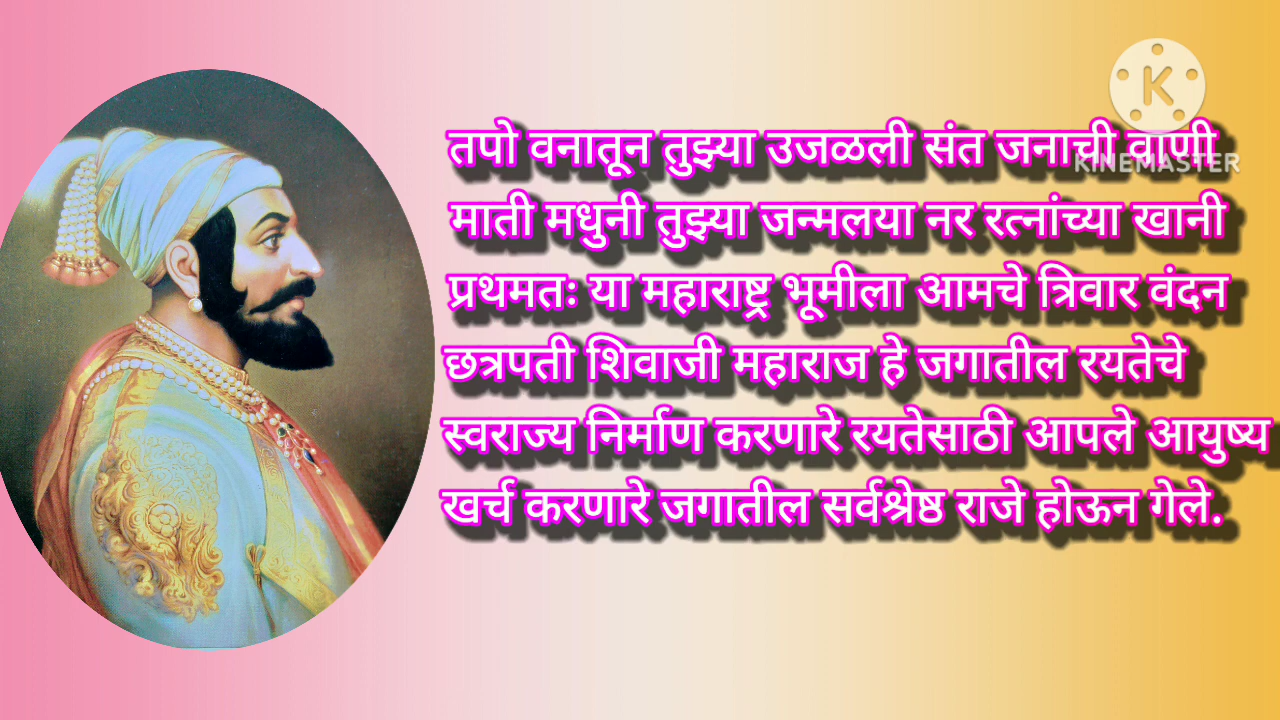 तपो वनातून तुझ्या उजळली संत जनाची वाणी
माती मधुनी तुझ्या जन्मलया नर रत्नांच्या खानी
प्रथमतः या महाराष्ट्र भूमीला आमचे त्रिवार वंदन
छत्रपती शिवाजी महाराज हे जगातील रयतेचे
स्वराज्य निर्माण करणारे रयतेसाठी आपले आयुष्य
खर्च करणारे जगातील सर्वश्रेष्ठ राजे होऊन गेले.
K
KINEMASTER